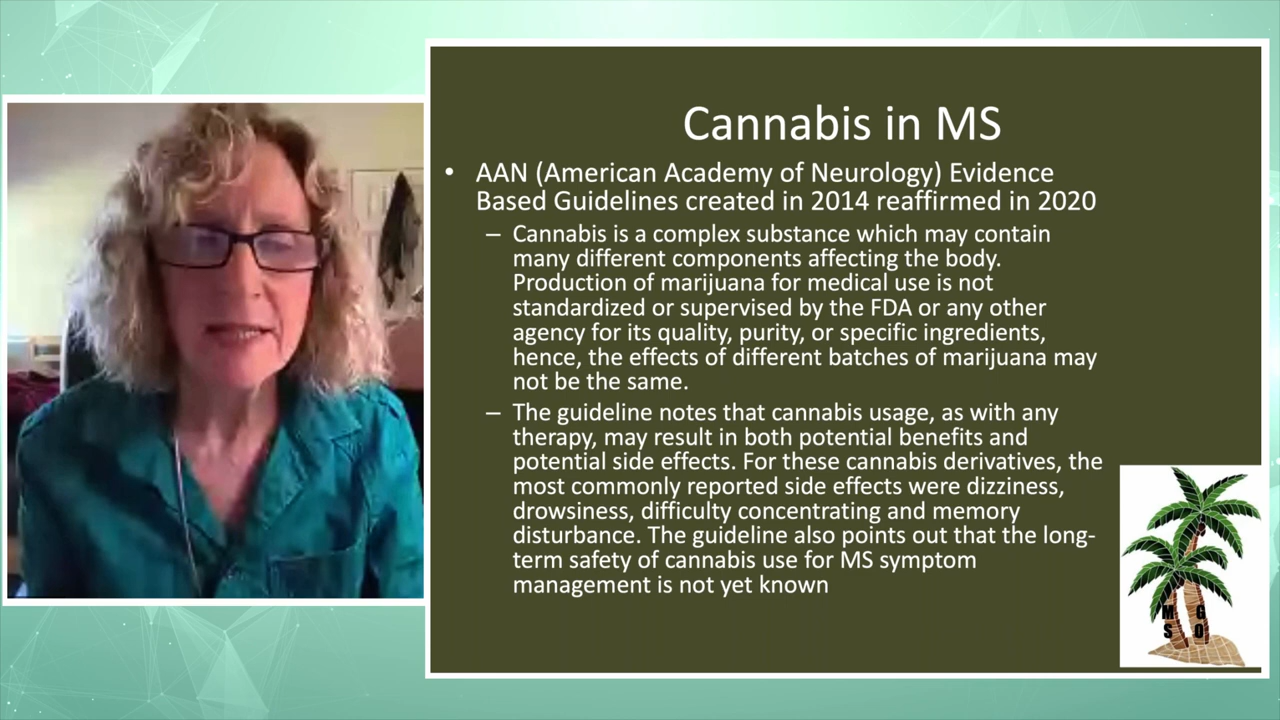 Cannabis in MS
• AAN (American Academy of Neurology) Evidence
Based Guidelines created in 2014 reaffirmed in 2020
– Cannabis is a complex substance which may contain
many different components affecting the body.
Production of marijuana for medical use is not
standardized or supervised by the FDA or any other
agency for its quality, purity, or specific ingredients,
hence, the effects of different batches of marijuana may
not be the same.
– The guideline notes that cannabis usage, as with any
therapy, may result in both potential benefits and
potential side effects. For these cannabis derivatives, the
most commonly reported side effects were dizziness,
drowsiness, difficulty concentrating and memory
disturbance. The guideline also points out that the long-
term safety of cannabis use for MS symptom
management is not yet known
M G
S O